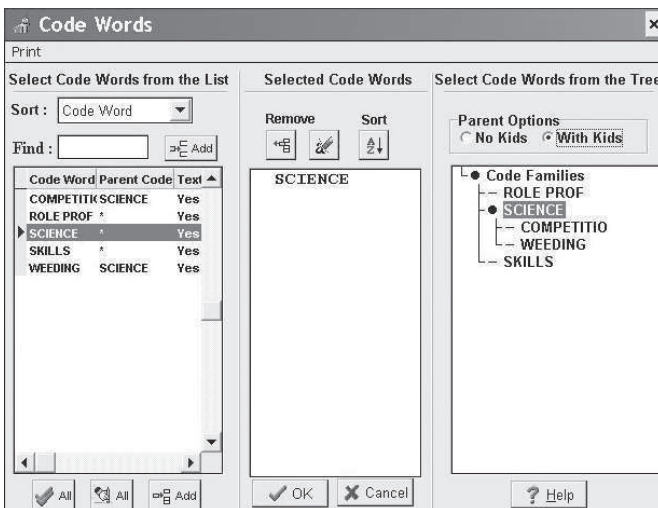 Code Words
Print
Select Code Words from the List
Sort : Code Word
Find : Add
Code Word Parent Code Text
COMPETITI SCIENCE Yes
ROLE PROF * Yes
SCIENCE * Yes
SKILLS * Yes
WEEDING SCIENCE Yes
All All Add
Selected Code Words
Remove Sort
A Z
SCIENCE
OK Cancel
Select Code Words from the Tree
Parent Options
No Kids With Kids
Code Families
ROLE PROF
SCIENCE
COMPETITIO
WEEDING
SKILLS
? Help